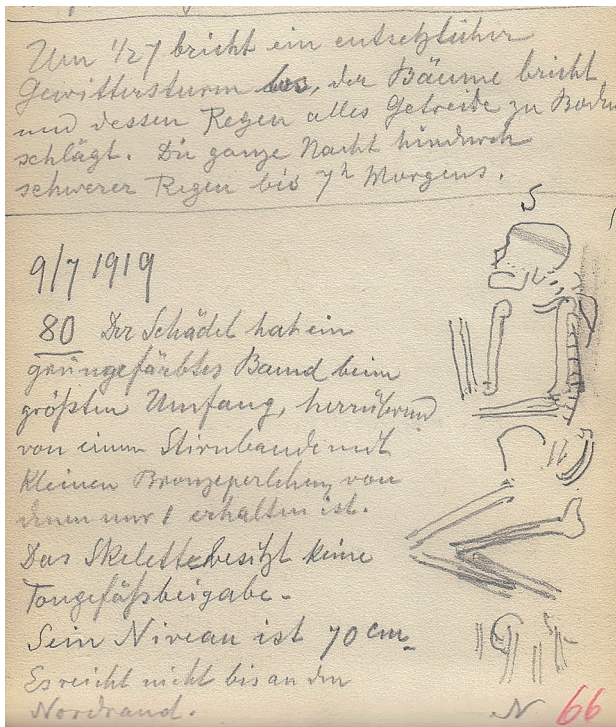 Um 1/2 7 bricht ein entsetzlicher
Gewittersturm los, der Bäume bricht
und dessen Regen alles Getreide zu Boden
schlägt. Die ganze Nacht hindurch
schwerer Regen bis 7h Morgens.
S
9/7 1919
80 Der Schädel hat ein
grüngefärbtes Band beim
größten Umfang, herrührend
von einem Stirnbande mit
kleinen Bronzeperlchen, von
denen nur 1 erhalten ist.
Das Skelett besitzt keine
Tongefäßbeigabe.
Sein Niveau ist 70 cm.
Es reicht nicht bis an den
Nordrand.
N 66